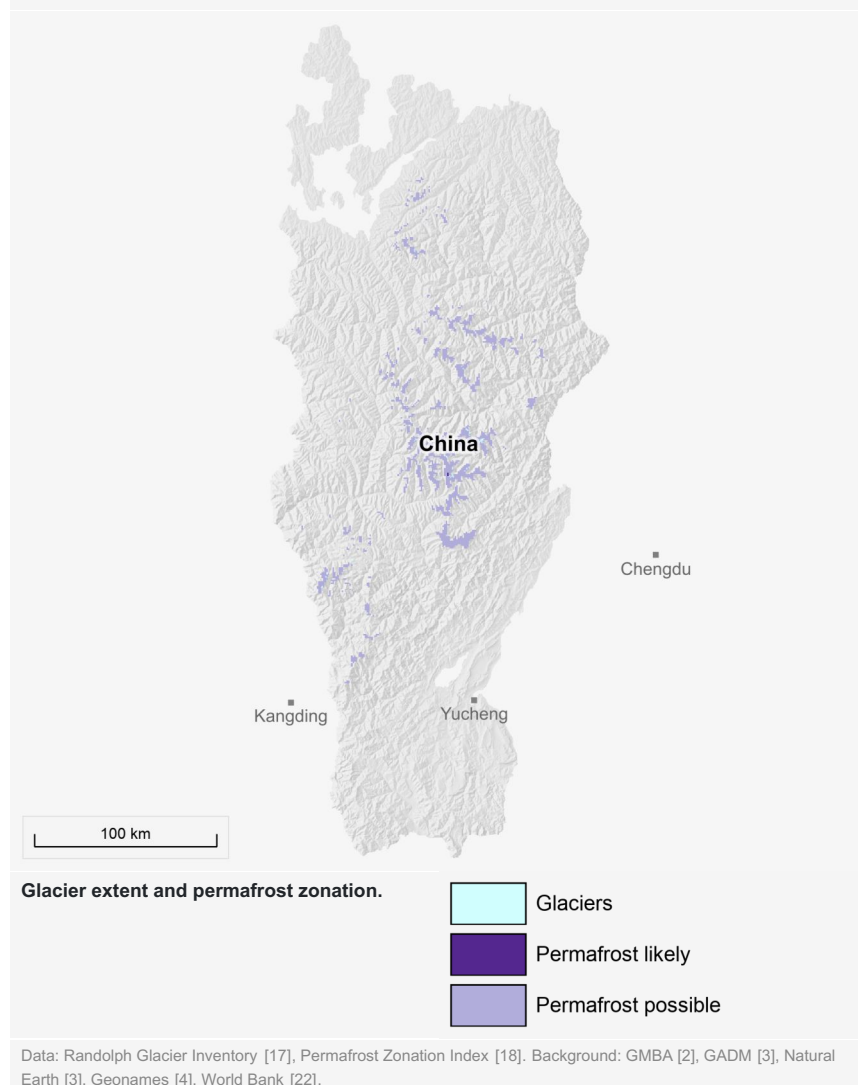 China
Chengdu
Kangding
Yucheng
100 km
Glacier extent and permafrost zonation.
Glaciers
Permafrost likely
Permafrost possible
Data: Randolph Glacier Inventory [17], Permafrost Zonation Index [18]. Background: GMBA [2], GADM [3], Natural
Earth [3], Geonames [4], World Bank [22].